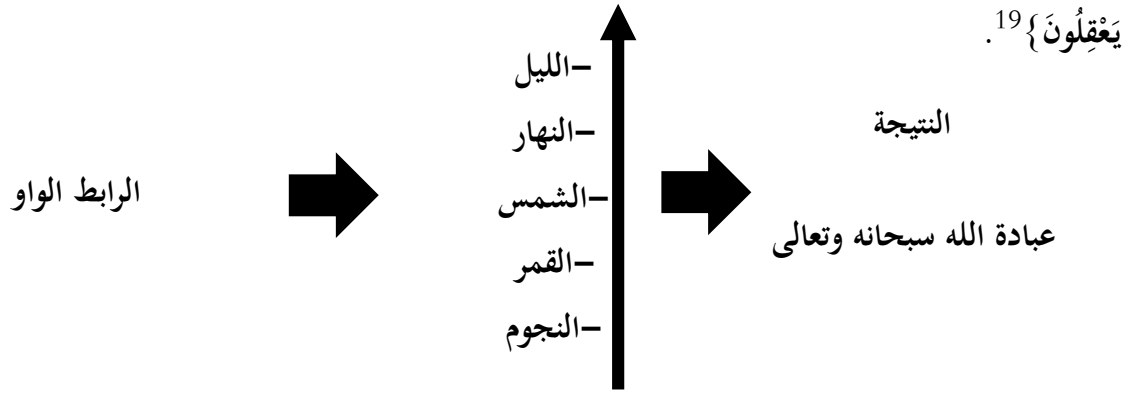 يَعْقِلُونَ}19.
–الليل
–النهار
–الشمس
–القمر
–النجوم
النتيجة
عبادة الله سبحانه وتعالى
الرابط الواو